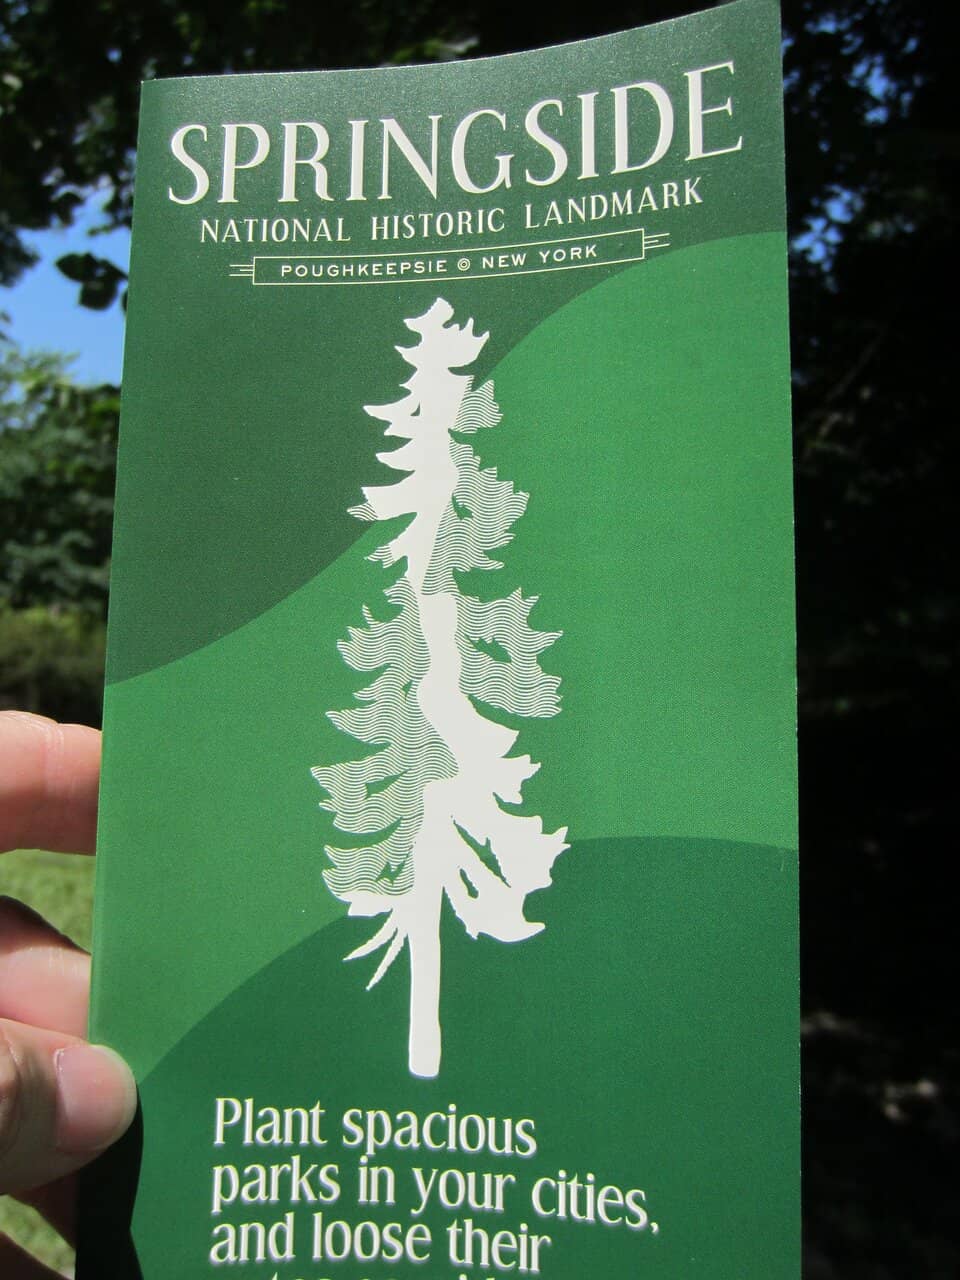 SPRINGSIDE
NATIONAL HISTORIC LANDMARK
POUGHKEEPSIE ◎ NEW YORK
Plant spacious
parks in your cities,
and loose their